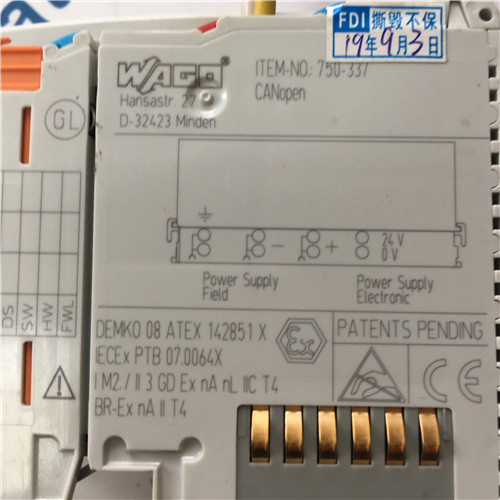 FDI 撕毁不保
19年9月3日
WAGO
ITEM-NO.: 750-337
Hansastr. 27
CANopen
D-32423 Minden
GL
24 V
0 V
- +
Power Supply
Field
Power Supply
Electronic
DS
SW
HW
FWL
DEMKO 08 ATEX 142851 X
IECEx PTB 07.0064X
I M2 / II 3 GD Ex nA nL IIC T4
BR-Ex nA II T4
Ex
PATENTS PENDING
CE